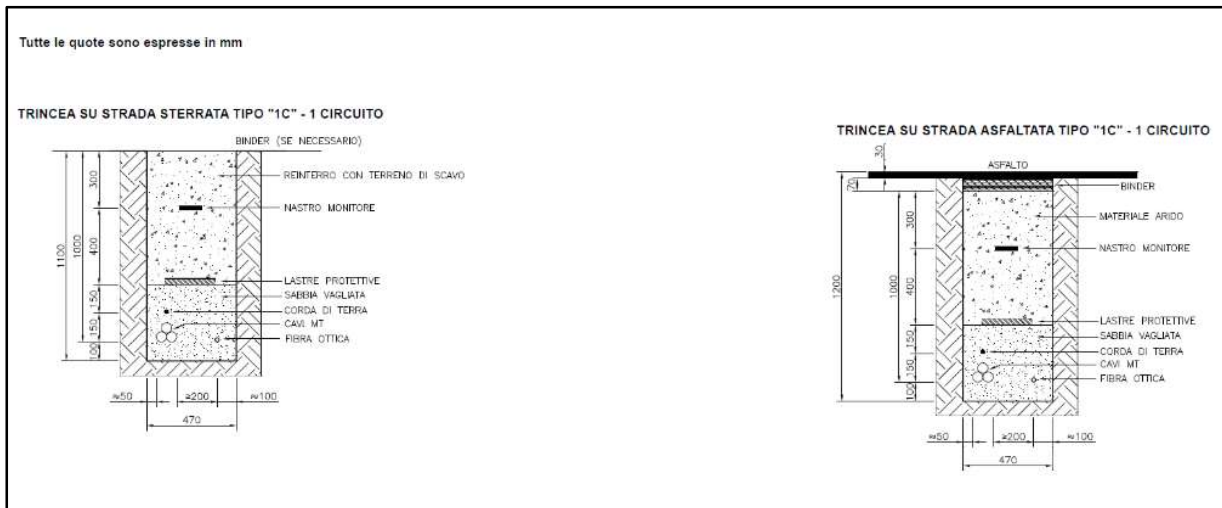 Tutte le quote sono espresse in mm
TRINCEA SU STRADA STERRATA TIPO "1C" - 1 CIRCUITO
BINDER (SE NECESSARIO)
REINTERRO CON TERRENO DI SCAVO
NASTRO MONITORE
LASTRE PROTETTIVE
SABBIA VAGLIATA
CORDA DI TERRA
CAVI MT
FIBRA OTTICA
1100
1000
300
400
150
150
100
≈50
≥200
≈100
470
TRINCEA SU STRADA ASFALTATA TIPO "1C" - 1 CIRCUITO
30
ASFALTO
70
BINDER
MATERIALE ARIDO
NASTRO MONITORE
LASTRE PROTETTIVE
SABBIA VAGLIATA
CORDA DI TERRA
CAVI MT
FIBRA OTTICA
1200
1000
300
400
150
150
100
≈50
≥200
≈100
470